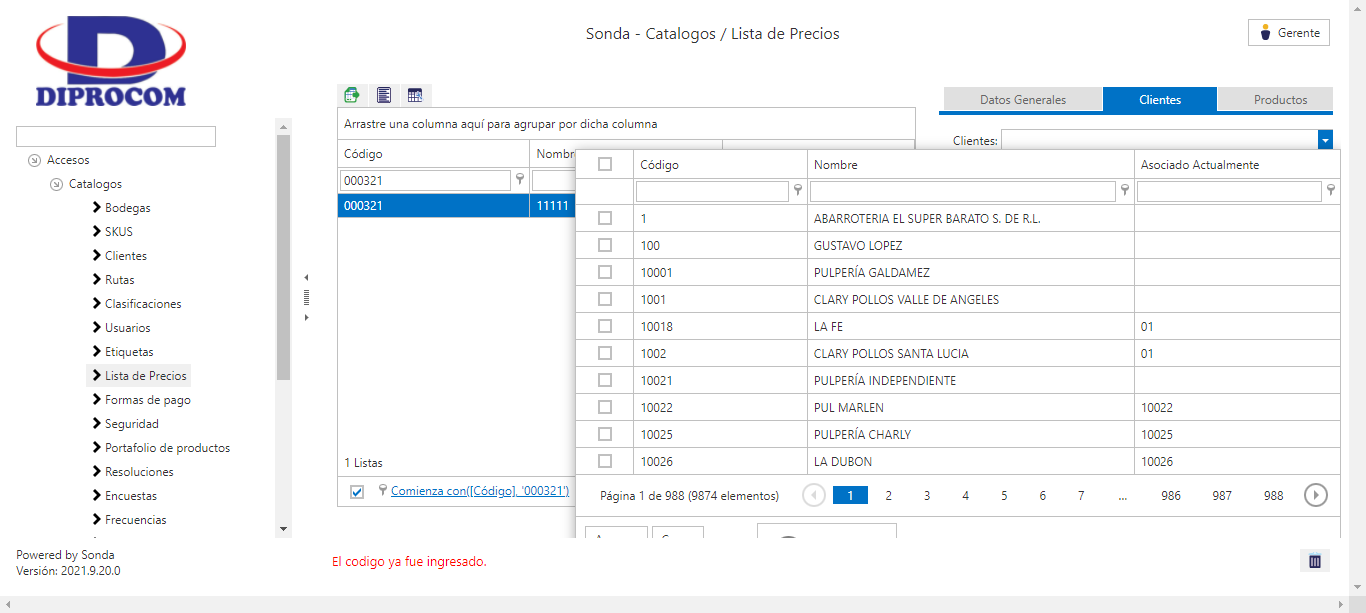 DIPROCOM
Sonda - Catalogos / Lista de Precios
Gerente
Accesos
Catalogos
Bodegas
SKUS
Clientes
Rutas
Clasificaciones
Usuarios
Etiquetas
Lista de Precios
Formas de pago
Seguridad
Portafolio de productos
Resoluciones
Encuestas
Frecuencias
Arrastre una columna aquí para agrupar por dicha columna
Código
000321
000321 11111
1 Listas
Comienza con([Código], '000321')
Datos Generales Clientes Productos
Clientes:
Código Nombre Asociado Actualmente
1 ABARROTERIA EL SUPER BARATO S. DE R.L.
100 GUSTAVO LOPEZ
10001 PULPERÍA GALDAMEZ
1001 CLARY POLLOS VALLE DE ANGELES
10018 LA FE 01
1002 CLARY POLLOS SANTA LUCIA 01
10021 PULPERÍA INDEPENDIENTE
10022 PUL MARLEN 10022
10025 PULPERÍA CHARLY 10025
10026 LA DUBON 10026
Página 1 de 988 (9874 elementos) 1 2 3 4 5 6 7 ... 986 987 988
Powered by Sonda
Versión: 2021.9.20.0
El codigo ya fue ingresado.